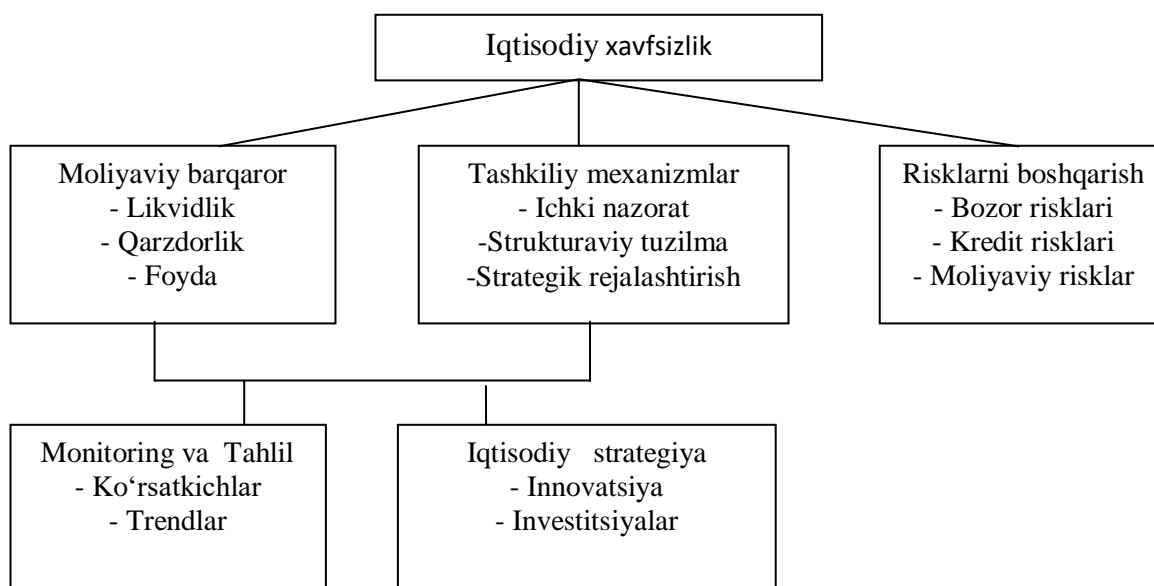 Iqtisodiy xavfsizlik
Moliyaviy barqaror
- Likvidlik
- Qarzdorlik
- Foyda
Tashkiliy mexanizmlar
- Ichki nazorat
-Strukturaviy tuzilma
-Strategik rejalashtirish
Risklarni boshqarish
- Bozor risklari
- Kredit risklari
- Moliyaviy risklar
Monitoring va Tahlil
- Ko‘rsatkichlar
- Trendlar
Iqtisodiy strategiya
- Innovatsiya
- Investitsiyalar